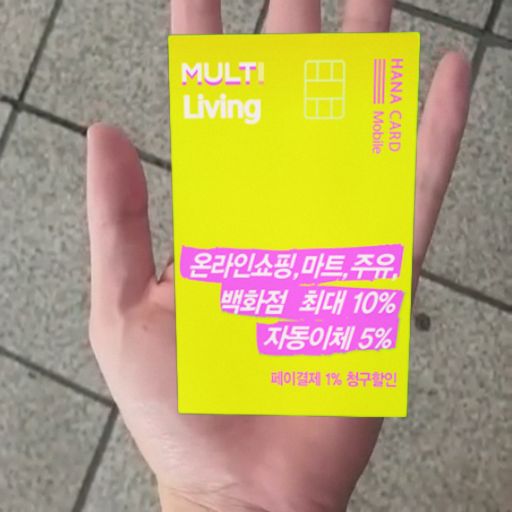 MULTI
Living
HANA CARD
Mobile
온라인쇼핑, 마트, 주유,
백화점 최대 10%
자동이체 5%
페이결제 1% 청구할인